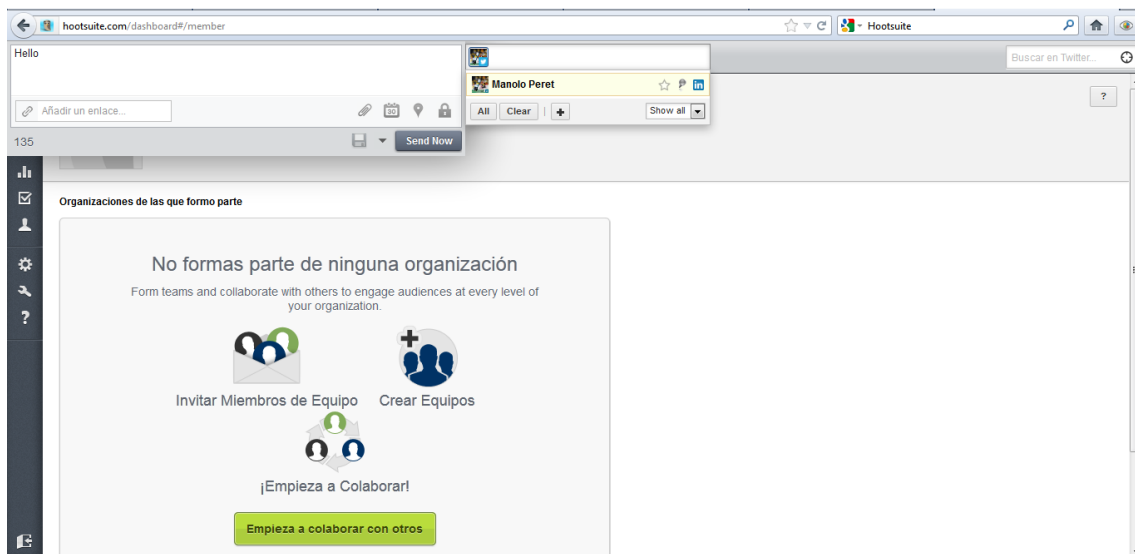 hootsuite.com/dashboard#/member
Hootsuite
Hello
Buscar en Twitter...
Manolo Peret
?
Añadir un enlace...
30
All Clear | + Show all
135
Send Now
Organizaciones de las que formo parte
No formas parte de ninguna organización
Form teams and collaborate with others to engage audiences at every level of
your organization.
Invitar Miembros de Equipo
Crear Equipos
¡Empieza a Colaborar!
Empieza a colaborar con otros